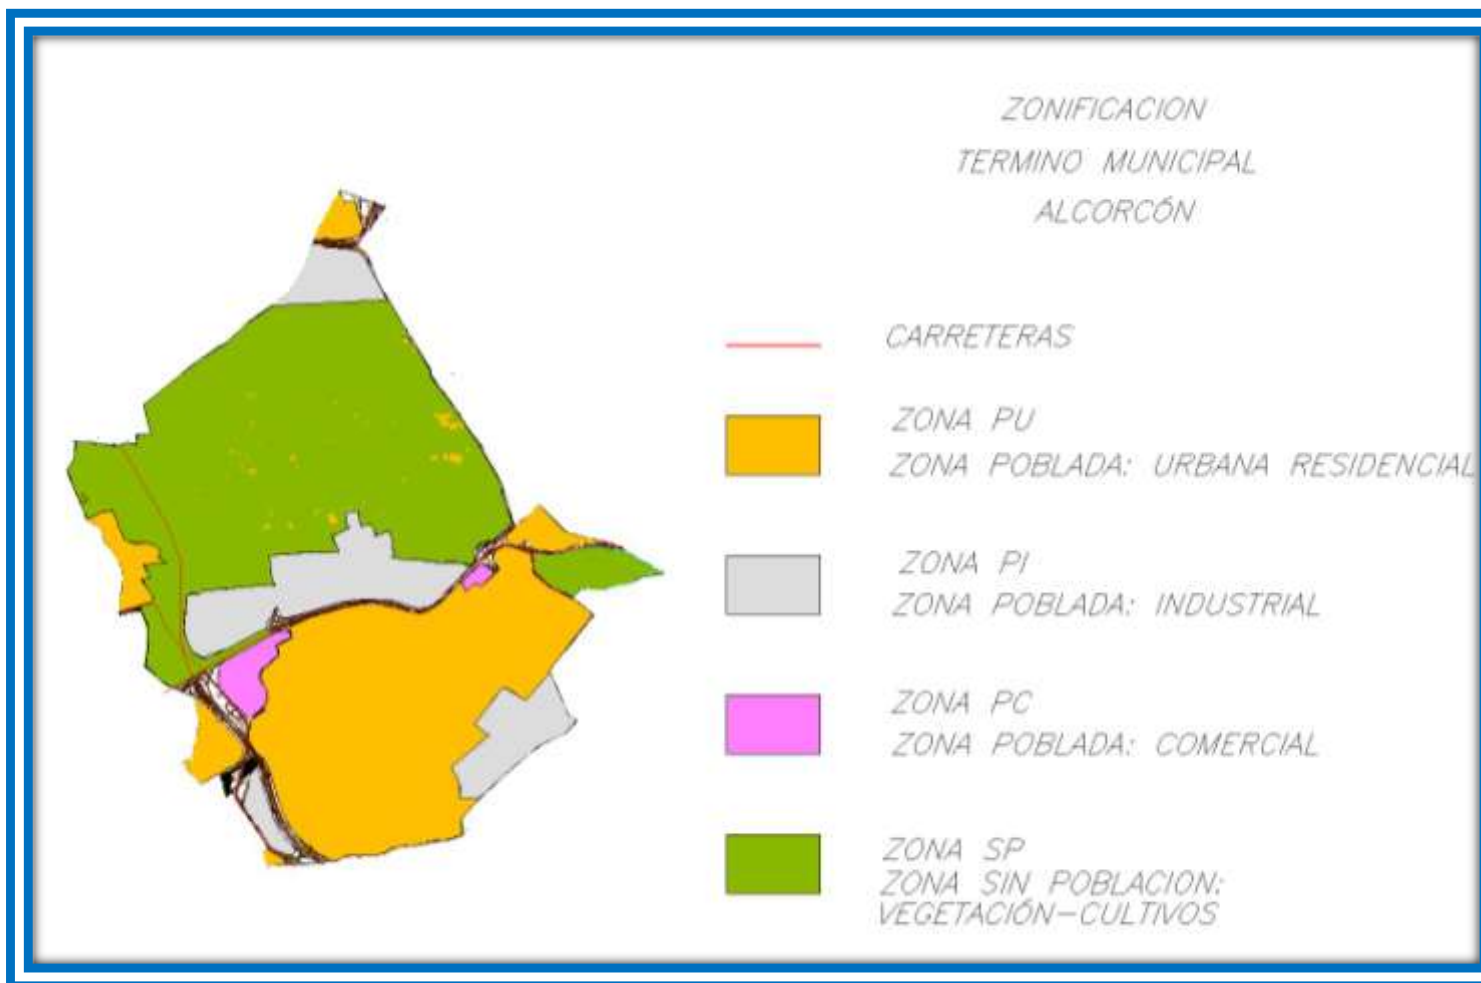 ZONIFICACION
TERMINO MUNICIPAL
ALCORCÓN
CARRETERAS
ZONA PU
ZONA POBLADA: URBANA RESIDENCIAL
ZONA PI
ZONA POBLADA: INDUSTRIAL
ZONA PC
ZONA POBLADA: COMERCIAL
ZONA SP
ZONA SIN POBLACION:
VEGETACIÓN-CULTIVOS